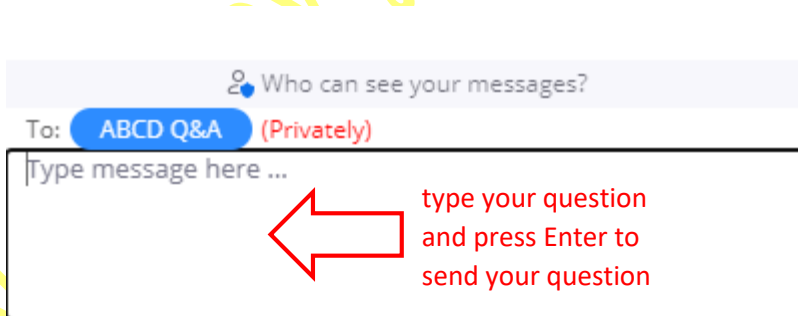 Who can see your messages?
To: ABCD Q&A (Privately)
Type message here ...
type your question
and press Enter to
send your question